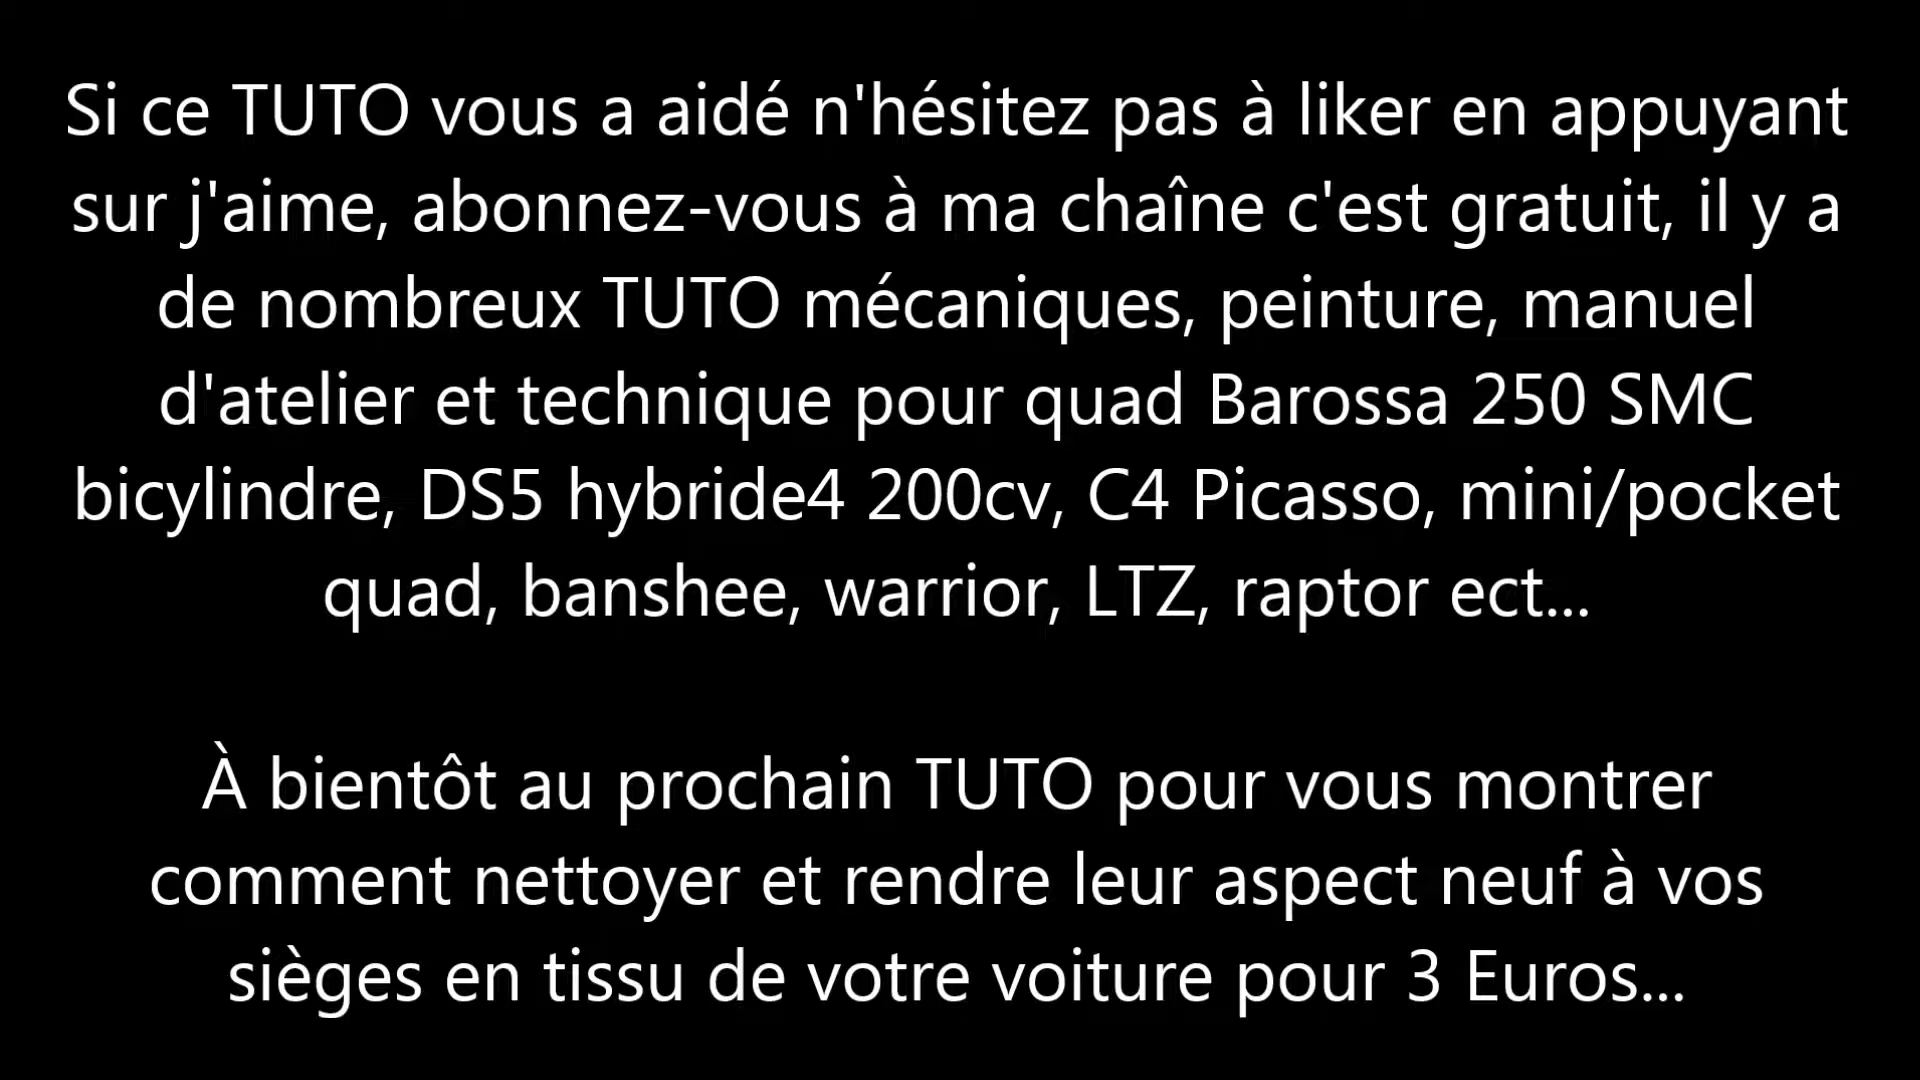 Si ce TUTO vous a aidé n'hésitez pas à liker en appuyant
sur j'aime, abonnez-vous à ma chaîne c'est gratuit, il y a
de nombreux TUTO mécaniques, peinture, manuel
d'atelier et technique pour quad Barossa 250 SMC
bicylindre, DS5 hybride4 200cv, C4 Picasso, mini/pocket
quad, banshee, warrior, LTZ, raptor ect...
À bientôt au prochain TUTO pour vous montrer
comment nettoyer et rendre leur aspect neuf à vos
sièges en tissu de votre voiture pour 3 Euros...